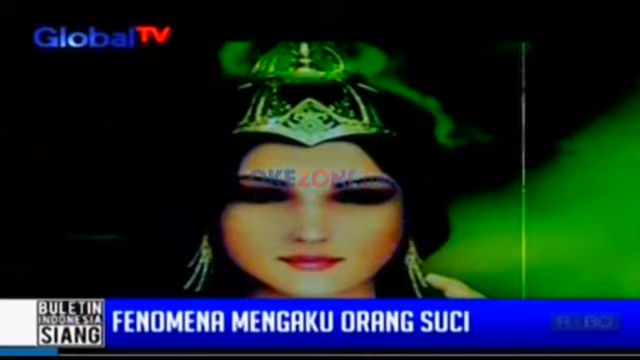 GlobalTV
OKEZONE
BULETIN
INDONESIA
SIANG
FENOMENA MENGAKU ORANG SUCI